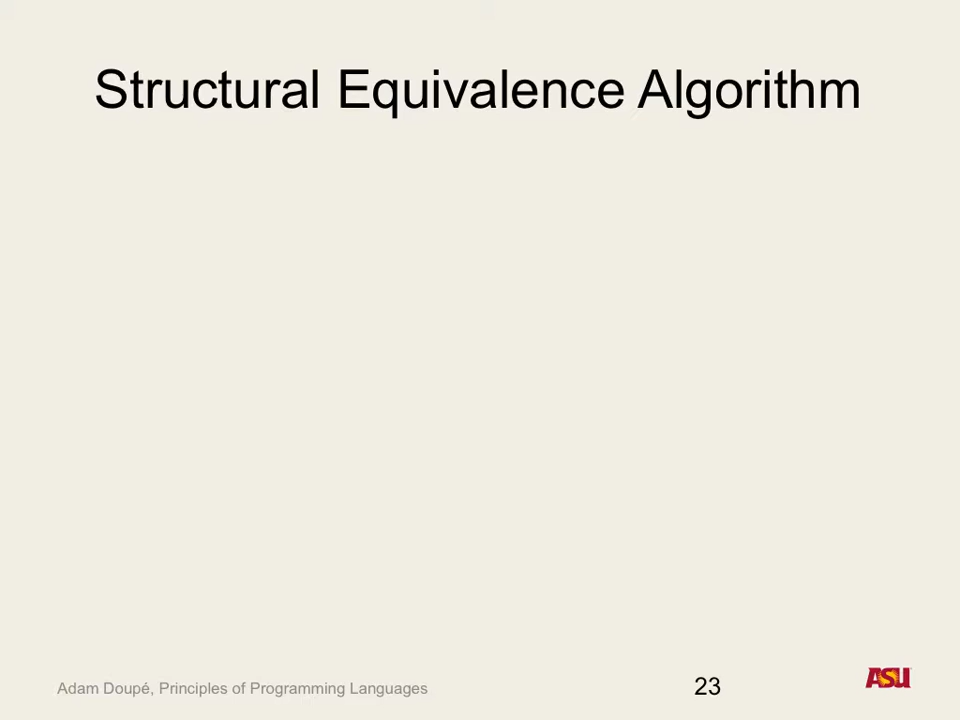 Structural Equivalence Algorithm
Adam Doupé, Principles of Programming Languages
23
ASU